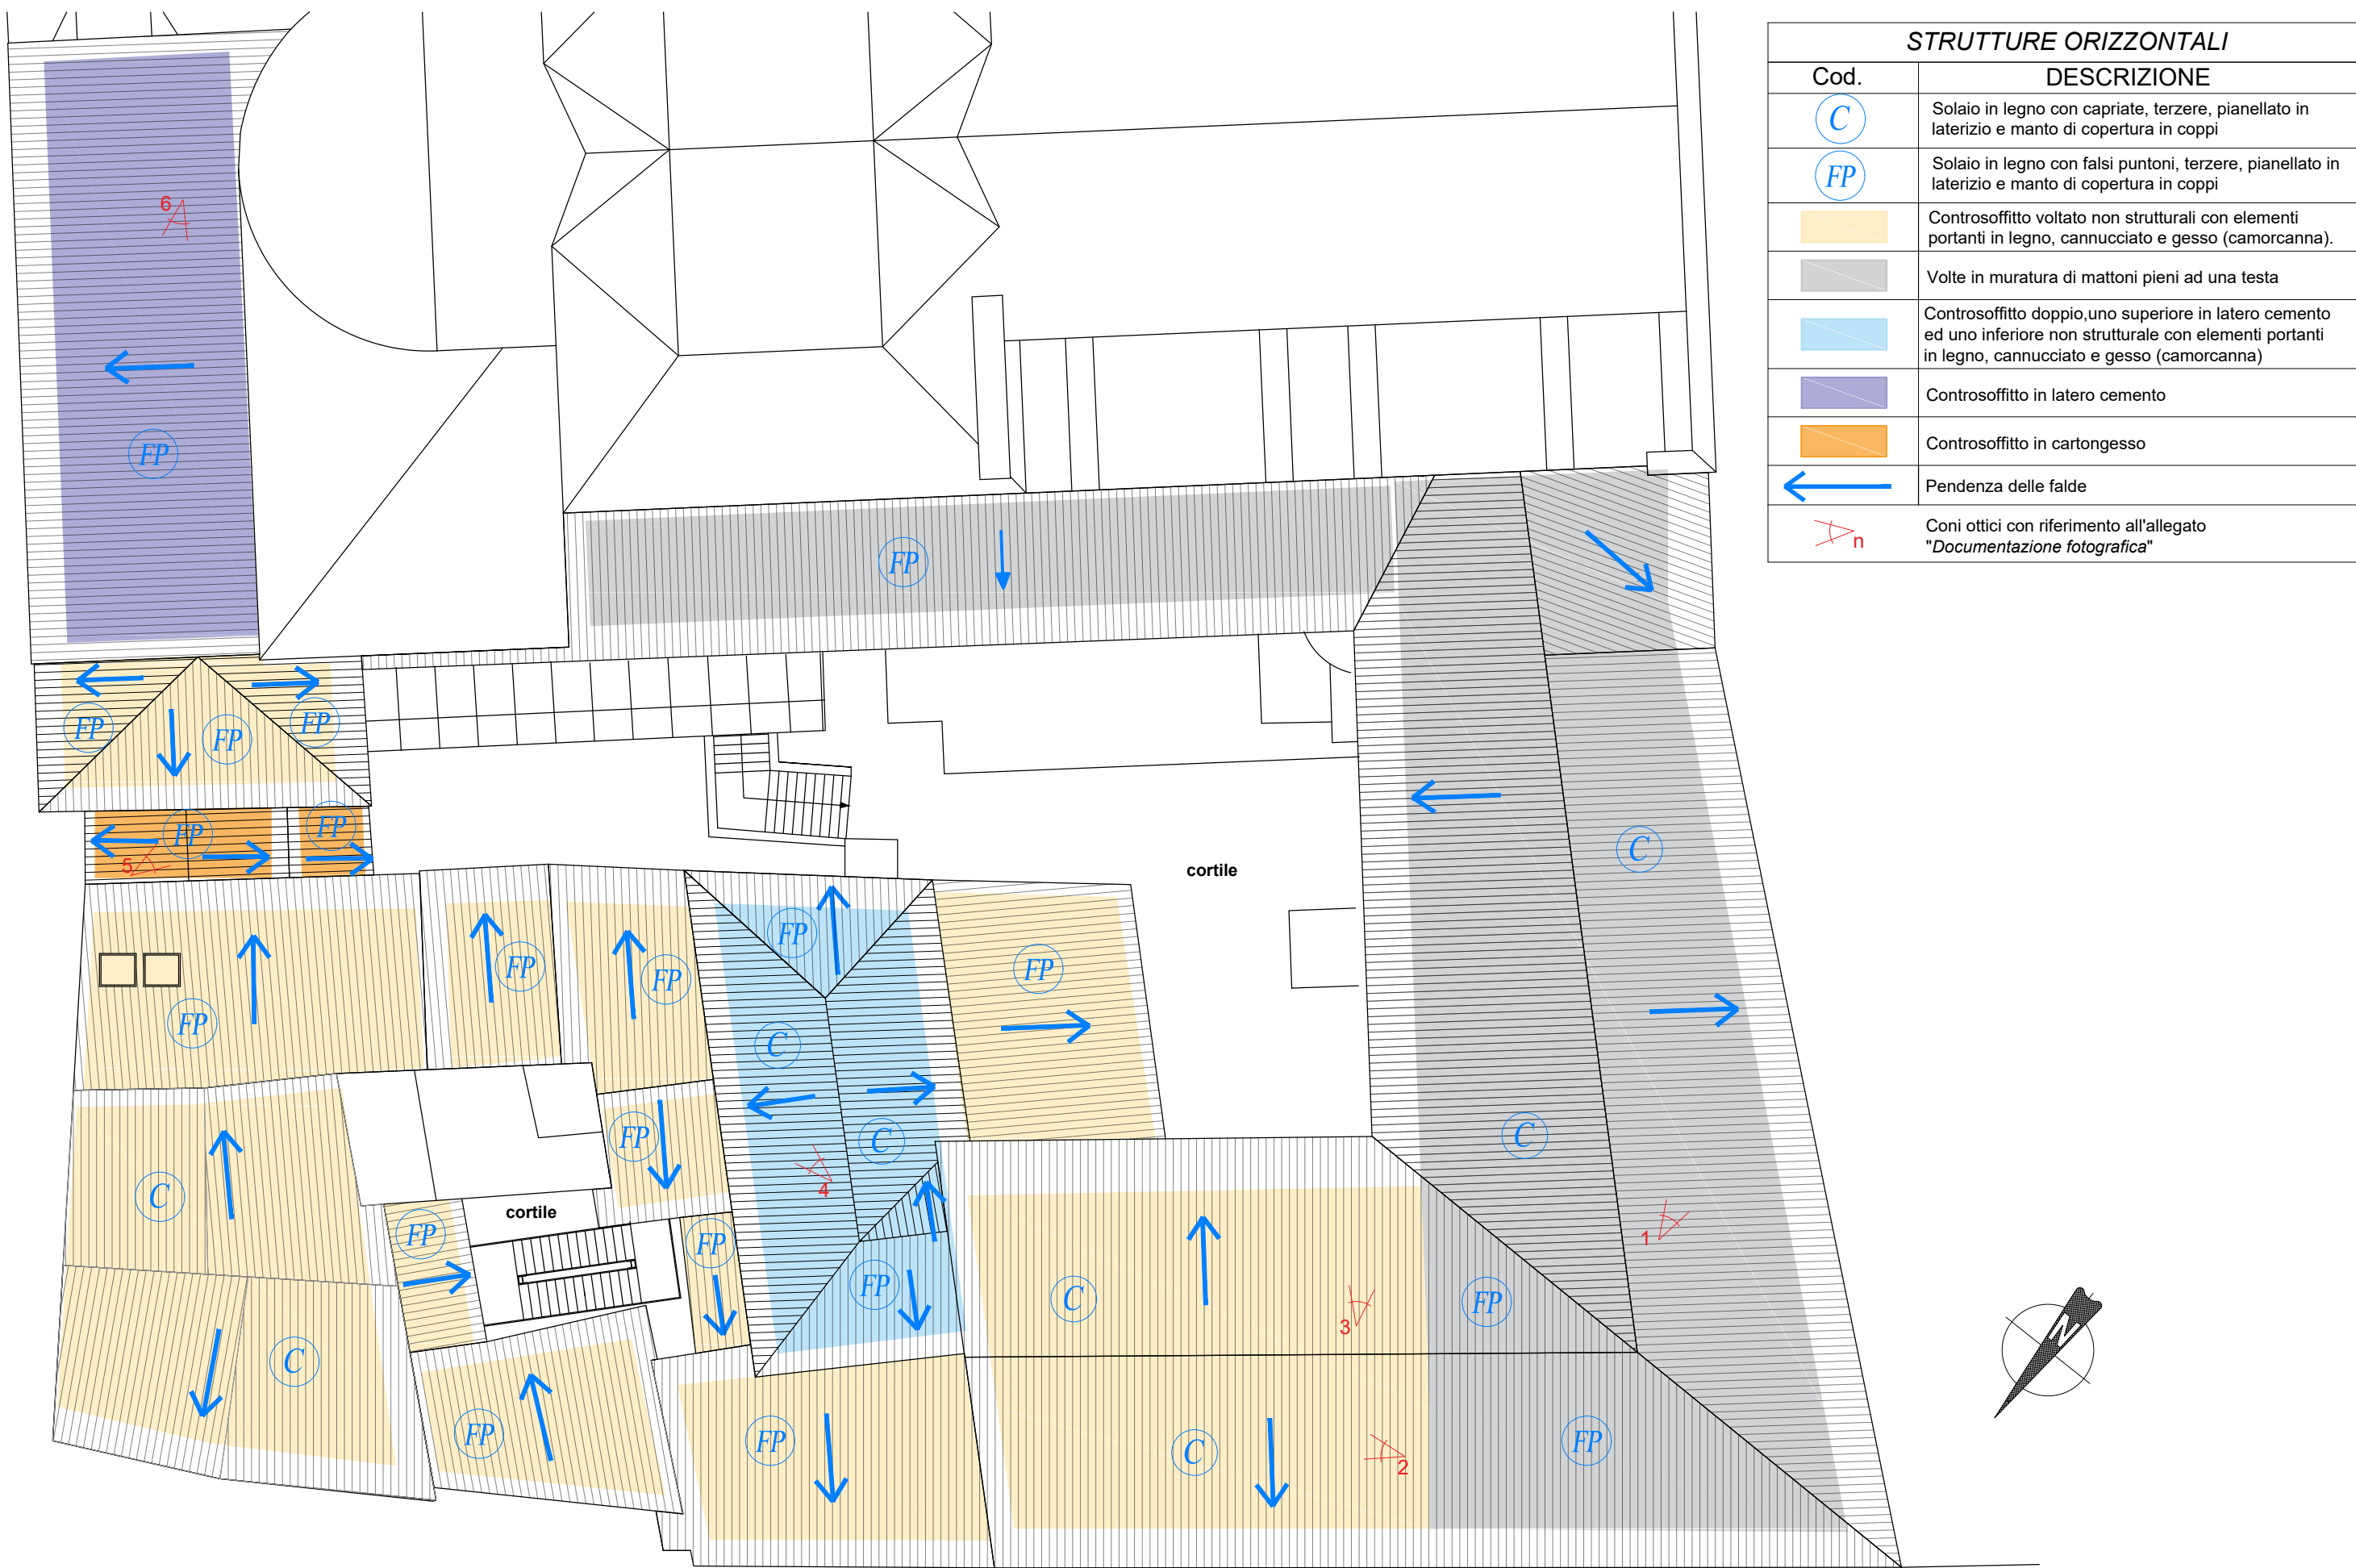 STRUTTURE ORIZZONTALI
Cod. DESCRIZIONE
C Solaio in legno con capriate, terzere, pianellato in
laterizio e manto di copertura in coppi
FP Solaio in legno con falsi puntoni, terzere, pianellato in
laterizio e manto di copertura in coppi
Controsoffitto voltato non strutturali con elementi
portanti in legno, cannucciato e gesso (camorcanna).
Volte in muratura di mattoni pieni ad una testa
Controsoffitto doppio,uno superiore in latero cemento
ed uno inferiore non strutturale con elementi portanti
in legno, cannucciato e gesso (camorcanna)
Controsoffitto in latero cemento
Controsoffitto in cartongesso
Pendenza delle falde
n Coni ottici con riferimento all'allegato
"Documentazione fotografica"
6
FP
FP
FP
FP
FP
FP
FP
5
C
cortile
FP
FP
FP
FP
FP
FP
C
FP
C
C
C
4
cortile
FP
FP
1
FP
C
FP
3
C
N
FP
FP
C
FP
2